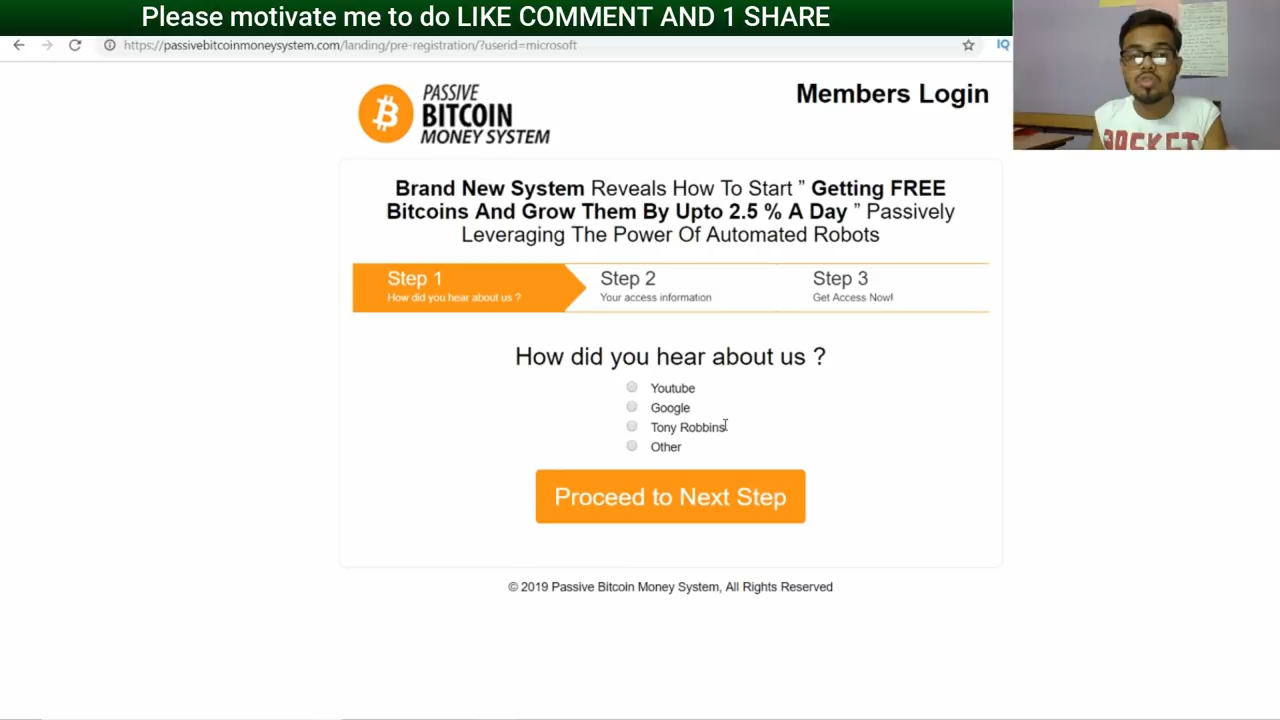 Please motivate me to do LIKE COMMENT AND 1 SHARE
https://passivebitcoinmoneysystem.com/landing/pre-registration/?userid=microsoft
IQ
PASSIVE
BITCOIN
MONEY SYSTEM
Members Login
Brand New System Reveals How To Start ” Getting FREE
Bitcoins And Grow Them By Upto 2.5 % A Day ” Passively
Leveraging The Power Of Automated Robots
Step 1
How did you hear about us ?
Step 2
Your access information
Step 3
Get Access Now!
How did you hear about us ?
Youtube
Google
Tony Robbins
Other
Proceed to Next Step
© 2019 Passive Bitcoin Money System, All Rights Reserved